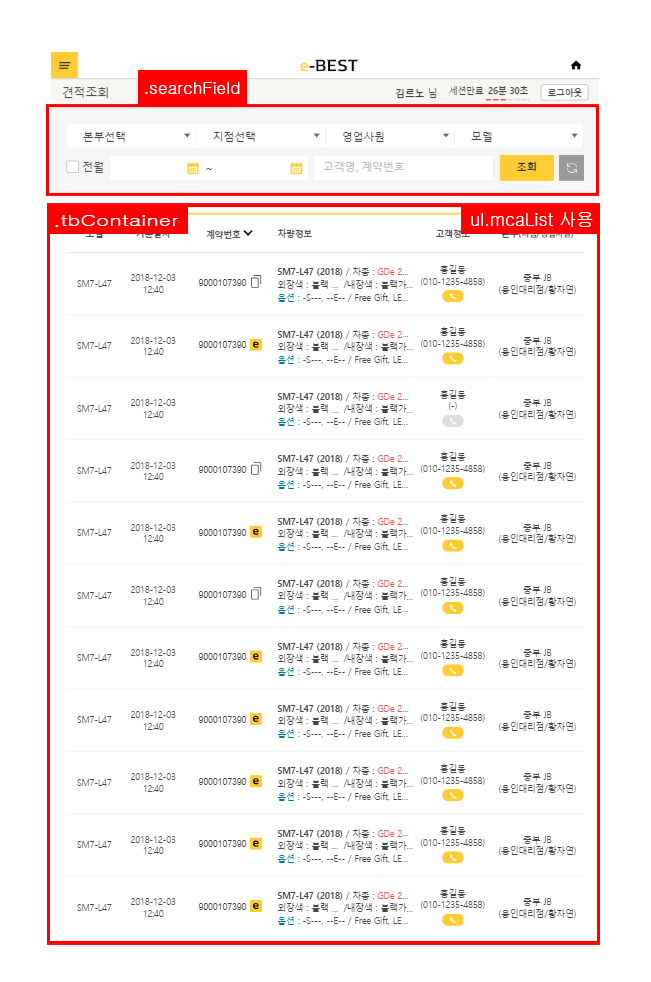 e-BEST
견적조회
.searchField
김르노 님 세션만료 26분 30초 로그아웃
본부선택 지점선택 영업사원 모델
전월 ~ 고객명, 계약번호 조회
.tbContainer
ul.mcaList 사용
계약번호 차량정보
SM7-L47 2018-12-03 12:40 9000107390 SM7-L47 (2018) / 차종 : GDe 2... 홍길동 중부 JB
외장색 : 블랙 ... /내장색 : 블랙가... (010-1235-4858) (용인대리점/황자연)
옵션 : -S---, --E-- / Free Gift, LE...
SM7-L47 2018-12-03 12:40 9000107390 e SM7-L47 (2018) / 차종 : GDe 2... 홍길동 중부 JB
외장색 : 블랙 ... /내장색 : 블랙가... (010-1235-4858) (용인대리점/황자연)
옵션 : -S---, --E-- / Free Gift, LE...
SM7-L47 2018-12-03 12:40 SM7-L47 (2018) / 차종 : GDe 2... 홍길동 중부 JB
외장색 : 블랙 ... /내장색 : 블랙가... (-) (용인대리점/황자연)
옵션 : -S---, --E-- / Free Gift, LE...
SM7-L47 2018-12-03 12:40 9000107390 SM7-L47 (2018) / 차종 : GDe 2... 홍길동 중부 JB
외장색 : 블랙 ... /내장색 : 블랙가... (010-1235-4858) (용인대리점/황자연)
옵션 : -S---, --E-- / Free Gift, LE...
SM7-L47 2018-12-03 12:40 9000107390 e SM7-L47 (2018) / 차종 : GDe 2... 홍길동 중부 JB
외장색 : 블랙 ... /내장색 : 블랙가... (010-1235-4858) (용인대리점/황자연)
옵션 : -S---, --E-- / Free Gift, LE...
SM7-L47 2018-12-03 12:40 9000107390 SM7-L47 (2018) / 차종 : GDe 2... 홍길동 중부 JB
외장색 : 블랙 ... /내장색 : 블랙가... (010-1235-4858) (용인대리점/황자연)
옵션 : -S---, --E-- / Free Gift, LE...
SM7-L47 2018-12-03 12:40 9000107390 e SM7-L47 (2018) / 차종 : GDe 2... 홍길동 중부 JB
외장색 : 블랙 ... /내장색 : 블랙가... (010-1235-4858) (용인대리점/황자연)
옵션 : -S---, --E-- / Free Gift, LE...
SM7-L47 2018-12-03 12:40 9000107390 e SM7-L47 (2018) / 차종 : GDe 2... 홍길동 중부 JB
외장색 : 블랙 ... /내장색 : 블랙가... (010-1235-4858) (용인대리점/황자연)
옵션 : -S---, --E-- / Free Gift, LE...
SM7-L47 2018-12-03 12:40 9000107390 e SM7-L47 (2018) / 차종 : GDe 2... 홍길동 중부 JB
외장색 : 블랙 ... /내장색 : 블랙가... (010-1235-4858) (용인대리점/황자연)
옵션 : -S---, --E-- / Free Gift, LE...
SM7-L47 2018-12-03 12:40 9000107390 e SM7-L47 (2018) / 차종 : GDe 2... 홍길동 중부 JB
외장색 : 블랙 ... /내장색 : 블랙가... (010-1235-4858) (용인대리점/황자연)
옵션 : -S---, --E-- / Free Gift, LE...
SM7-L47 2018-12-03 12:40 9000107390 e SM7-L47 (2018) / 차종 : GDe 2... 홍길동 중부 JB
외장색 : 블랙 ... /내장색 : 블랙가... (010-1235-4858) (용인대리점/황자연)
옵션 : -S---, --E-- / Free Gift, LE...